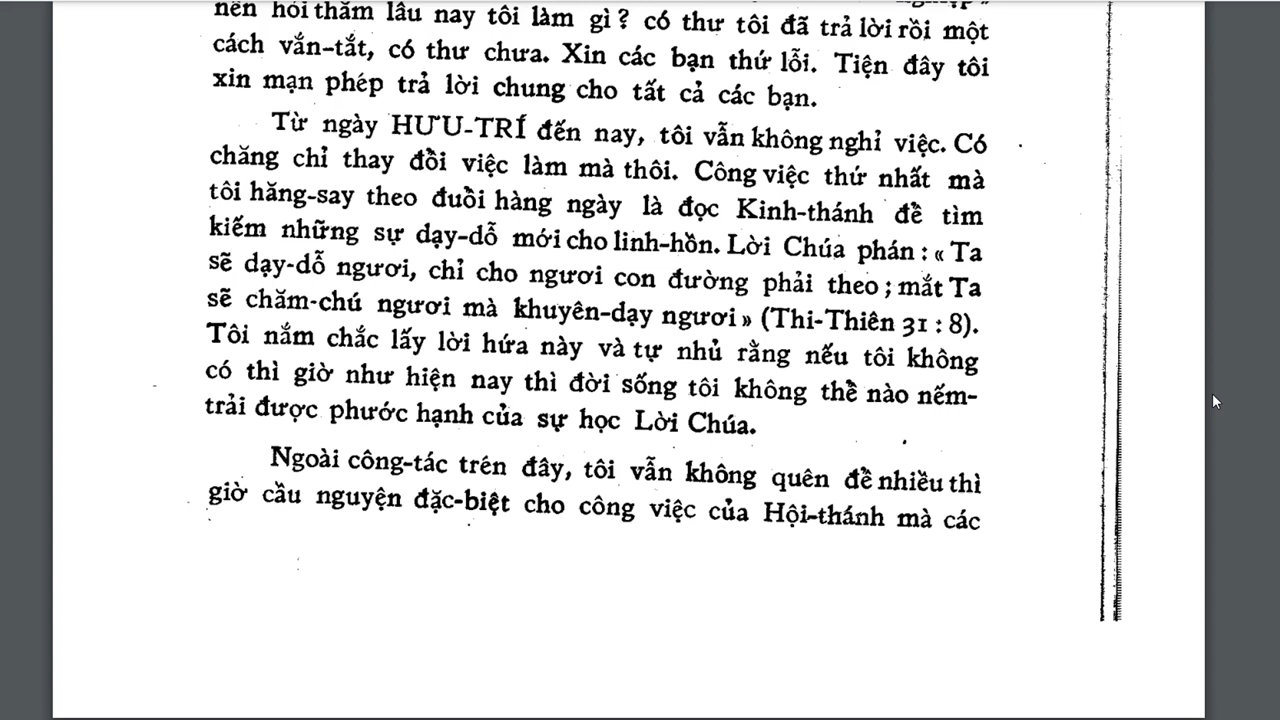 nên hỏi thăm lâu nay tôi làm gì ? có thư tôi đã trả lời rồi một
cách vắn-tắt, có thư chưa. Xin các bạn thứ lỗi. Tiện đây tôi
xin mạn phép trả lời chung cho tất cả các bạn.
Từ ngày HƯU-TRÍ đến nay, tôi vẫn không nghỉ việc. Có
chăng chỉ thay đổi việc làm mà thôi. Công việc thứ nhất mà
tôi hăng-say theo đuổi hàng ngày là đọc Kinh-thánh để tìm
kiếm những sự dạy-dỗ mới cho linh-hồn. Lời Chúa phán : « Ta
sẽ dạy-dỗ ngươi, chỉ cho ngươi con đường phải theo ; mắt Ta
sẽ chăm-chú ngươi mà khuyên-dạy ngươi » (Thi-Thiên 31 : 8).
Tôi nắm chắc lấy lời hứa này và tự nhủ rằng nếu tôi không
có thì giờ như hiện nay thì đời sống tôi không thể nào nếm-
trải được phước hạnh của sự học Lời Chúa.
Ngoài công-tác trén đây, tôi vẫn không quên để nhiều thì
giờ cầu nguyện đặc-biệt cho công việc của Hội-thánh mà các